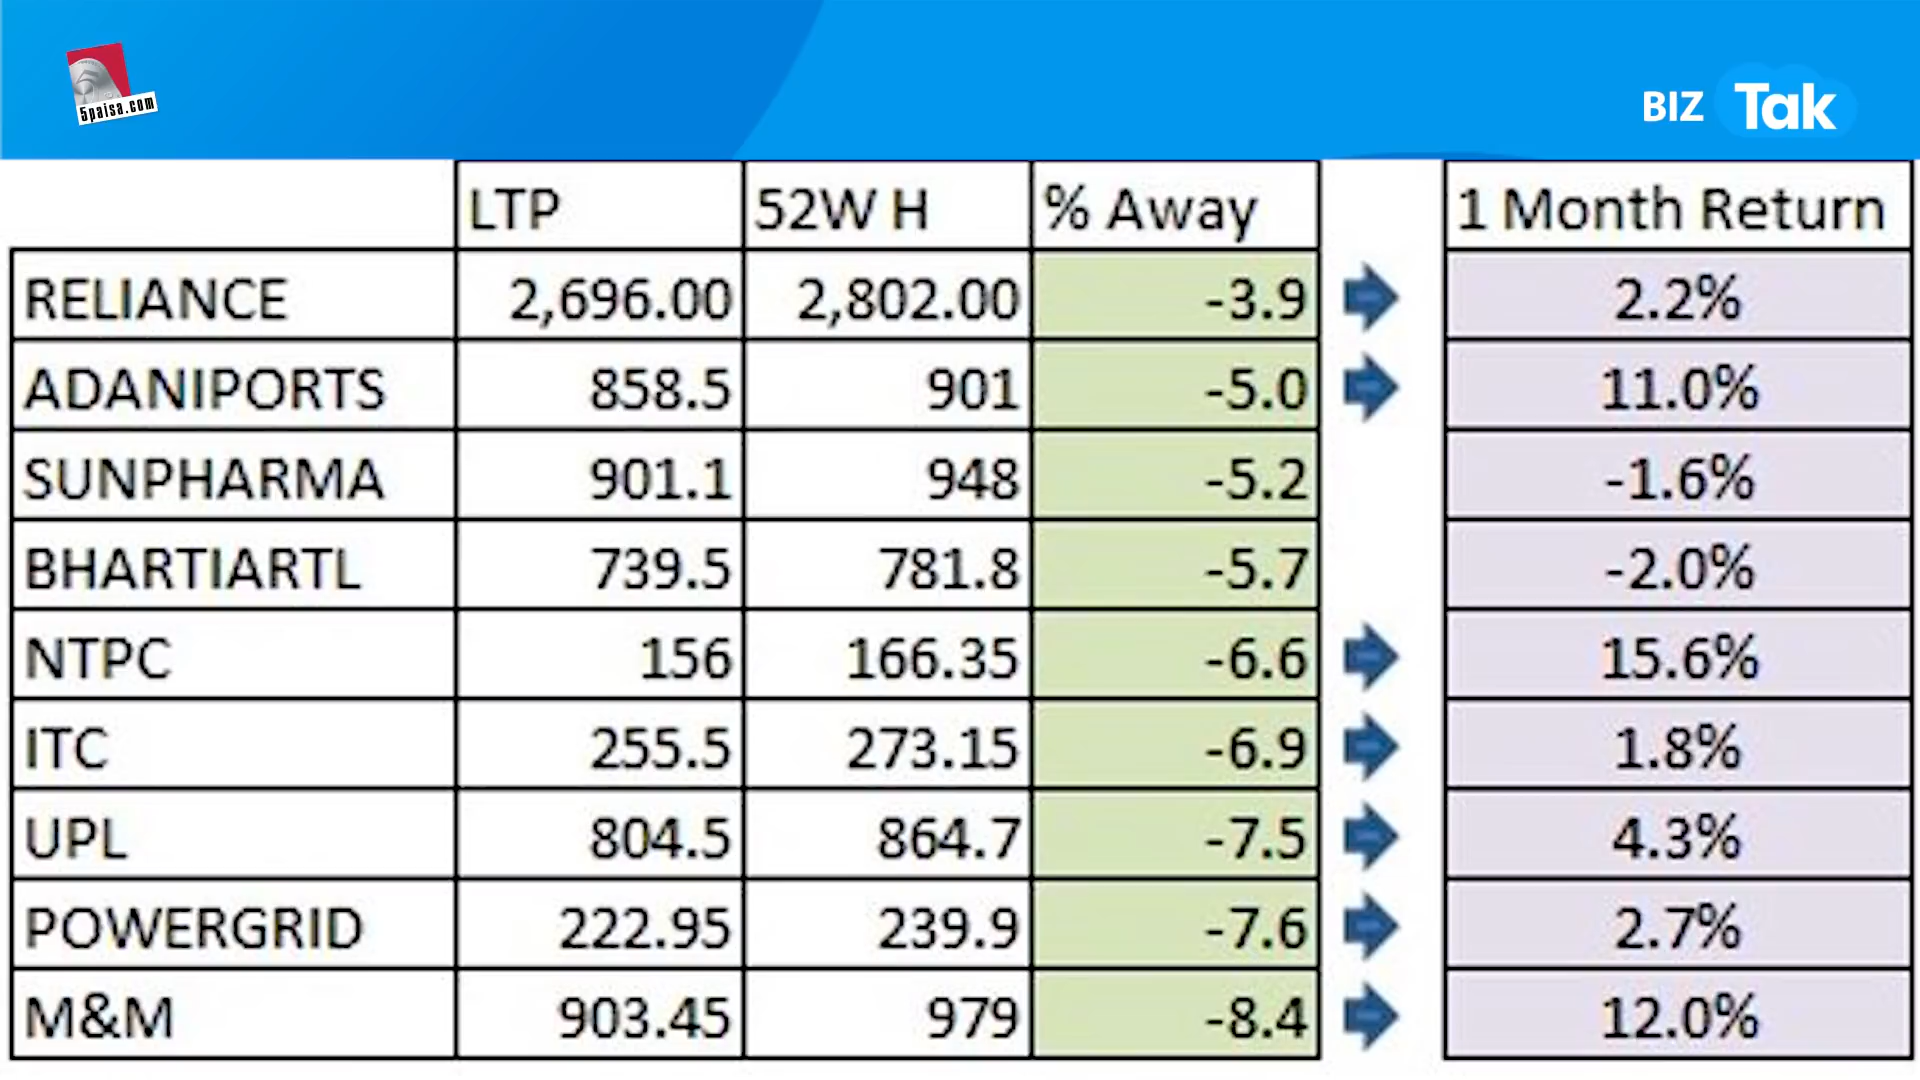 5paisa.com
BIZ Tak
LTP 52W H % Away 1 Month Return
RELIANCE 2,696.00 2,802.00 -3.9 2.2%
ADANIPORTS 858.5 901 -5.0 11.0%
SUNPHARMA 901.1 948 -5.2 -1.6%
BHARTIARTL 739.5 781.8 -5.7 -2.0%
NTPC 156 166.35 -6.6 15.6%
ITC 255.5 273.15 -6.9 1.8%
UPL 804.5 864.7 -7.5 4.3%
POWERGRID 222.95 239.9 -7.6 2.7%
M&M 903.45 979 -8.4 12.0%